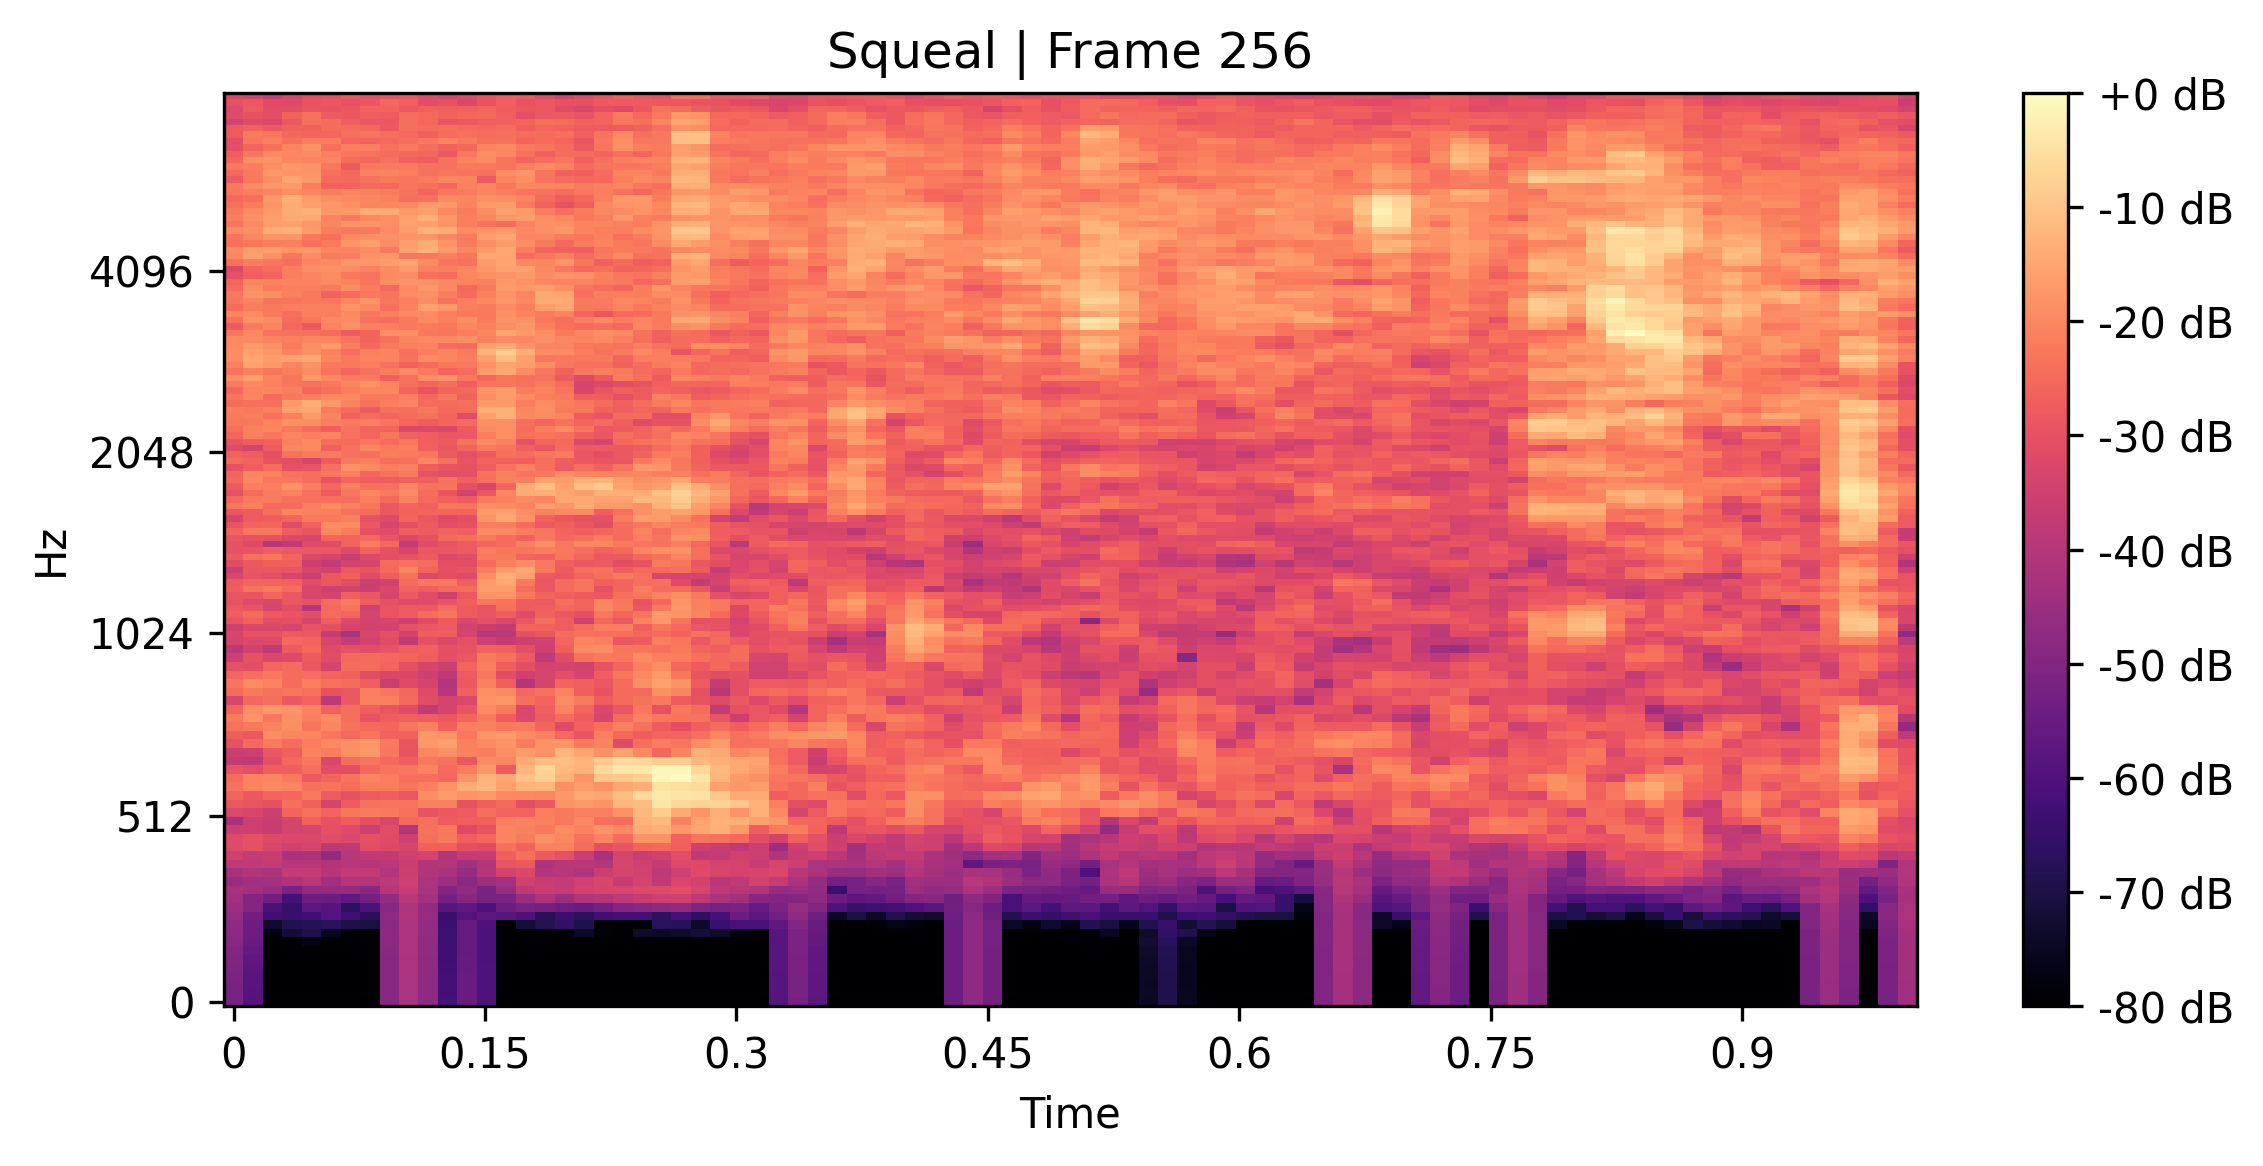 Squeal | Frame 256
+0 dB
-10 dB
-20 dB
-30 dB
-40 dB
-50 dB
-60 dB
-70 dB
-80 dB
Hz
4096
2048
1024
512
0
0 0.15 0.3 0.45 0.6 0.75 0.9
Time